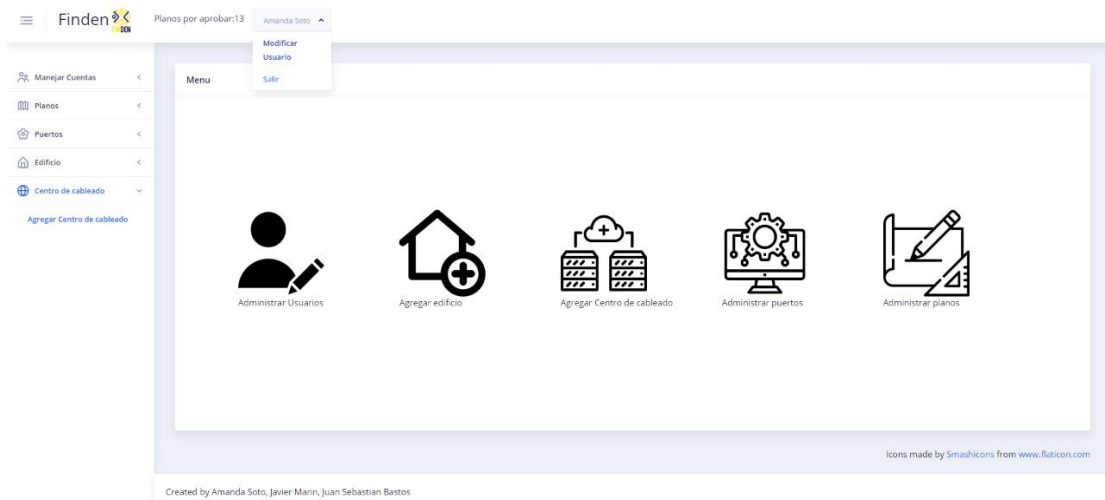 Finden
FINDEN
Planos por aprobar:13
Amanda Soto
Modificar
Usuario
Salir
Manejar Cuentas
Planos
Puertos
Edificio
Centro de cableado
Agregar Centro de cableado
Menu
Administrar Usuarios
Agregar edificio
Agregar Centro de cableado
Administrar puertos
Administrar planos
Icons made by Smashicons from www.flaticon.com
Created by Amanda Soto, Javier Marin, Juan Sebastian Bastos